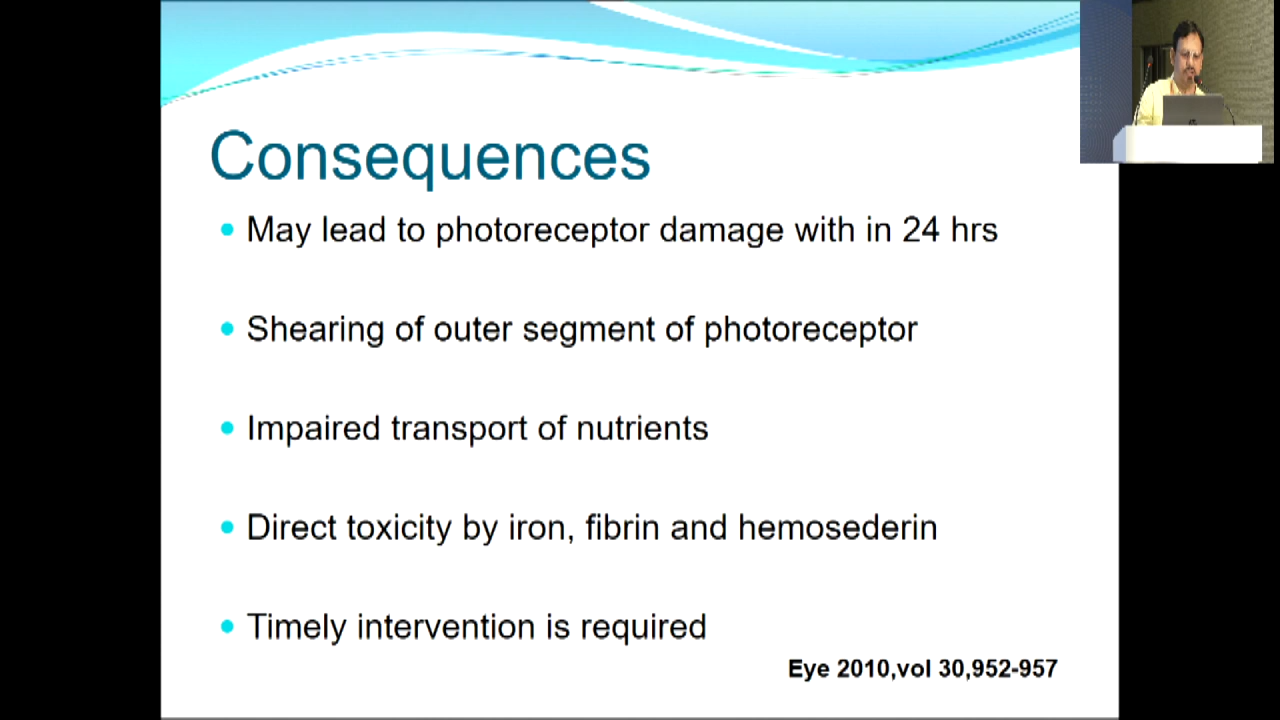 Consequences
May lead to photoreceptor damage with in 24 hrs
Shearing of outer segment of photoreceptor
Impaired transport of nutrients
Direct toxicity by iron, fibrin and hemosederin
Timely intervention is required
Eye 2010,vol 30,952-957